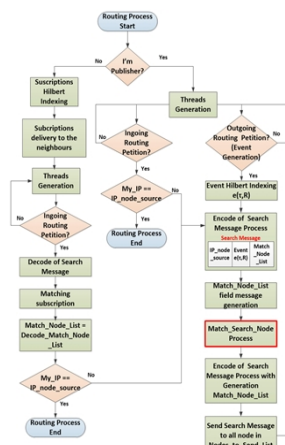 Routing Process
Start
I'm
Publisher?
No
Yes
Suscriptions
Hilbert
Indexing
Threads
Generation
Subcriptions
delivery to the
neighbours
No
Ingoing
Routing
Petition?
Yes
Outgoing
Routing Petition?
(Event
Generation)
No
Yes
Threads
Generation
My_IP ==
IP_node_source
No
Yes
Event Hilbert Indexing
e(τ,R)
No
Ingoing
Routing
Petition?
Yes
Routing Process
End
Encode of Search
Message Process
Search Message
IP_node
_source
Event
e(τ,R)
Match
_Node
_List
Decode of Search
Message
Matching
subscription
Match_Node_List
field message
generation
Match_Node_List =
Decode_Match_Node
_List
Match_Search_Node
Process
My_IP ==
IP_node_source
No
Yes
Encode of Search
Message Process with
Generation
Match_Node_List
Routing Process
End
Send Search Message
to all node in